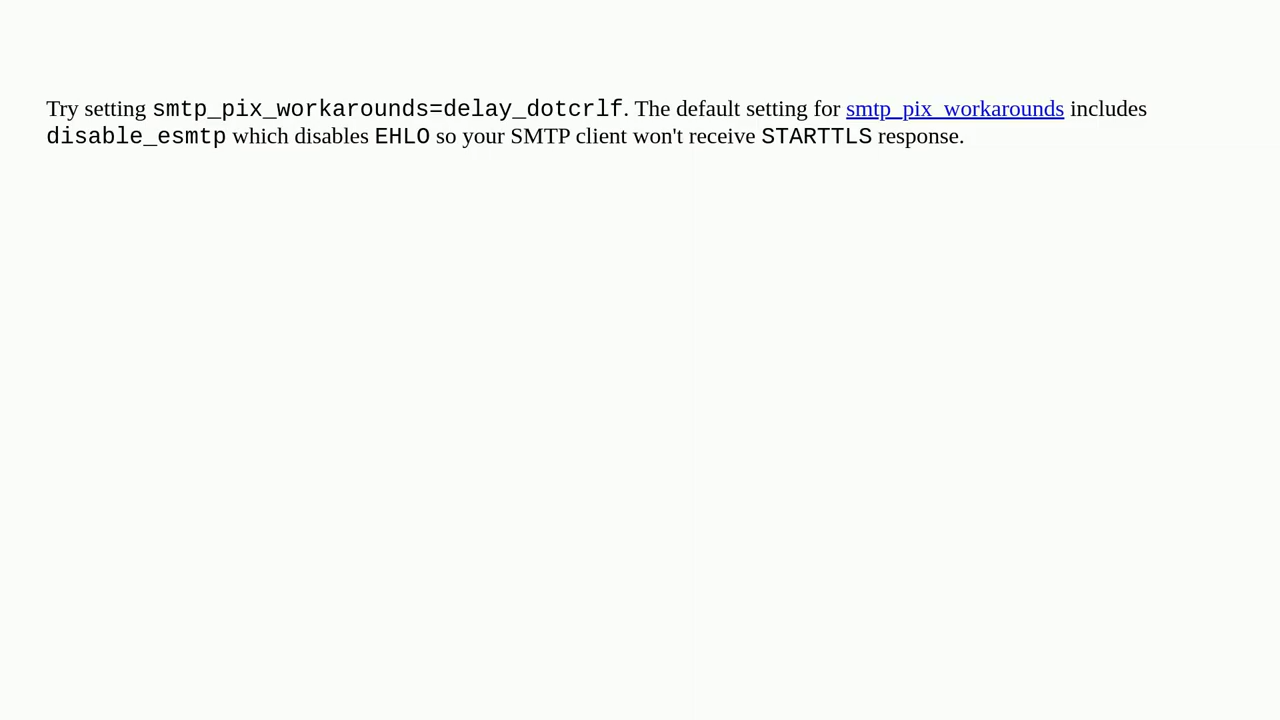 Try setting smtp_pix_workarounds=delay_dotcrlf. The default setting for smtp_pix_workarounds includes
disable_esmtp which disables EHLO so your SMTP client won't receive STARTTLS response.